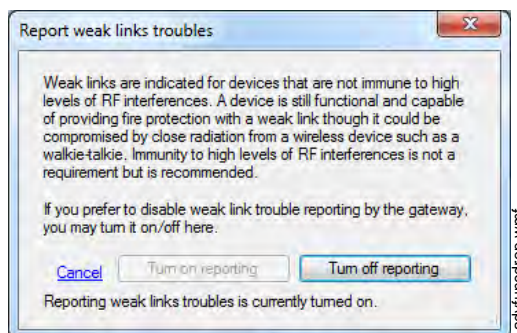 Report weak links troubles
Weak links are indicated for devices that are not immune to high
levels of RF interferences. A device is still functional and capable
of providing fire protection with a weak link though it could be
compromised by close radiation from a wireless device such as a
walkie-talkie. Immunity to high levels of RF interferences is not a
requirement but is recommended.
If you prefer to disable weak link trouble reporting by the gateway,
you may turn it on/off here.
Cancel Turn on reporting Turn off reporting
Reporting weak links troubles is currently turned on.